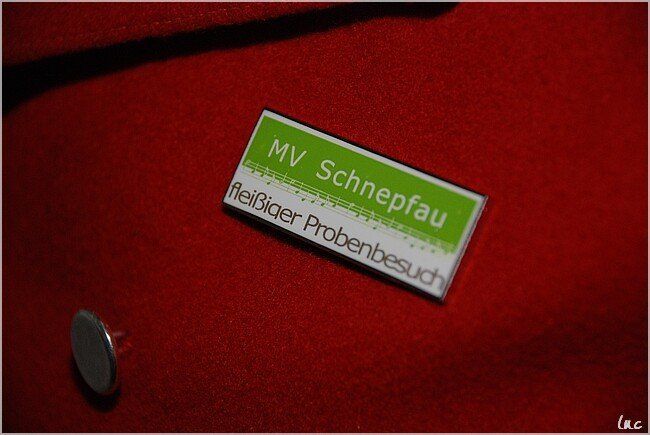 MV Schnepfau
fleißiger Probenbesuch
luc